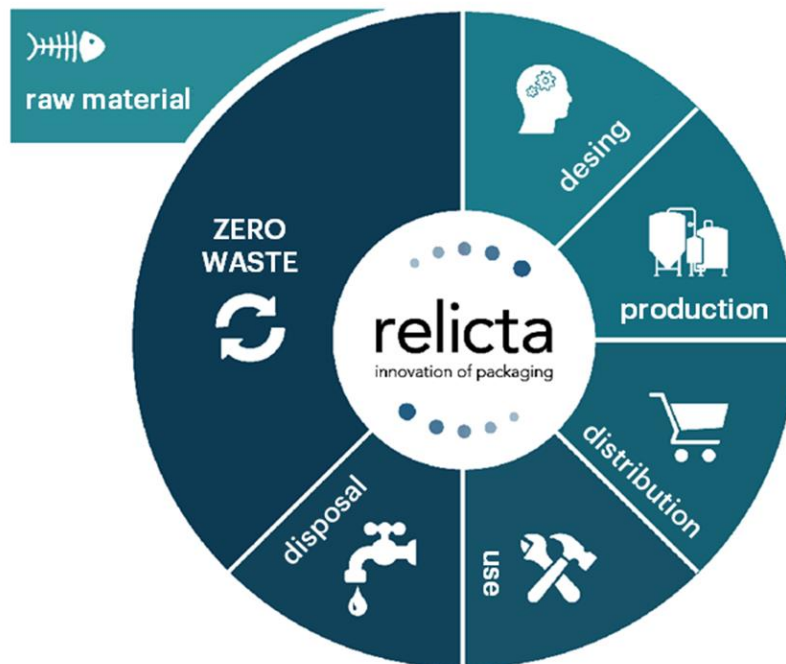 raw material
desing
production
distribution
use
disposal
ZERO
WASTE
relicta
innovation of packaging